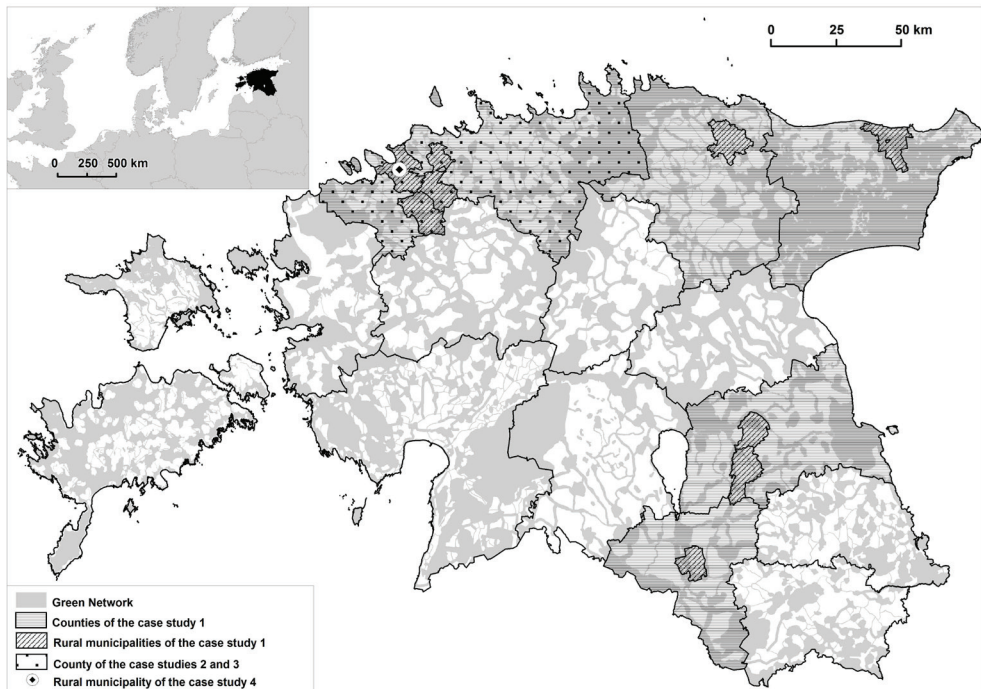 0 25 50 km
0 250 500 km
Green Network
Counties of the case study 1
Rural municipalities of the case study 1
County of the case studies 2 and 3
Rural municipality of the case study 4